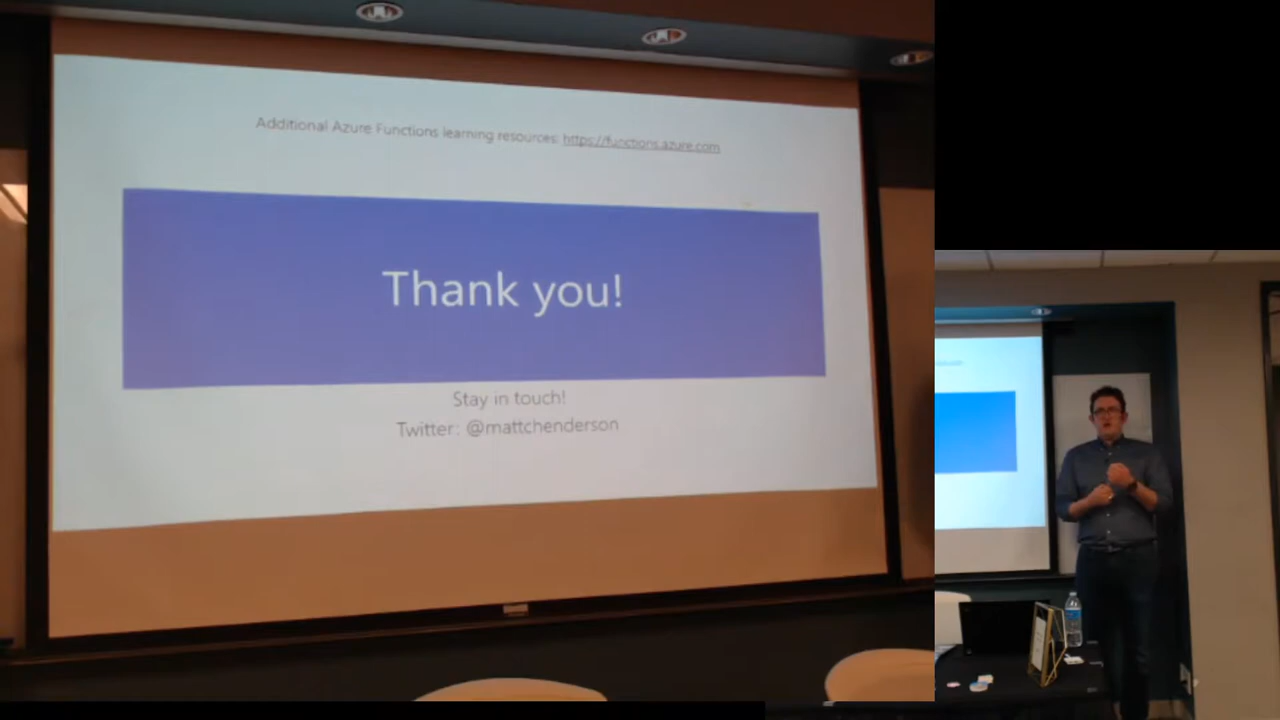 Additional Azure Functions learning resources: https://functions.azure.com
Thank you!
Stay in touch!
Twitter: @mattchenderson